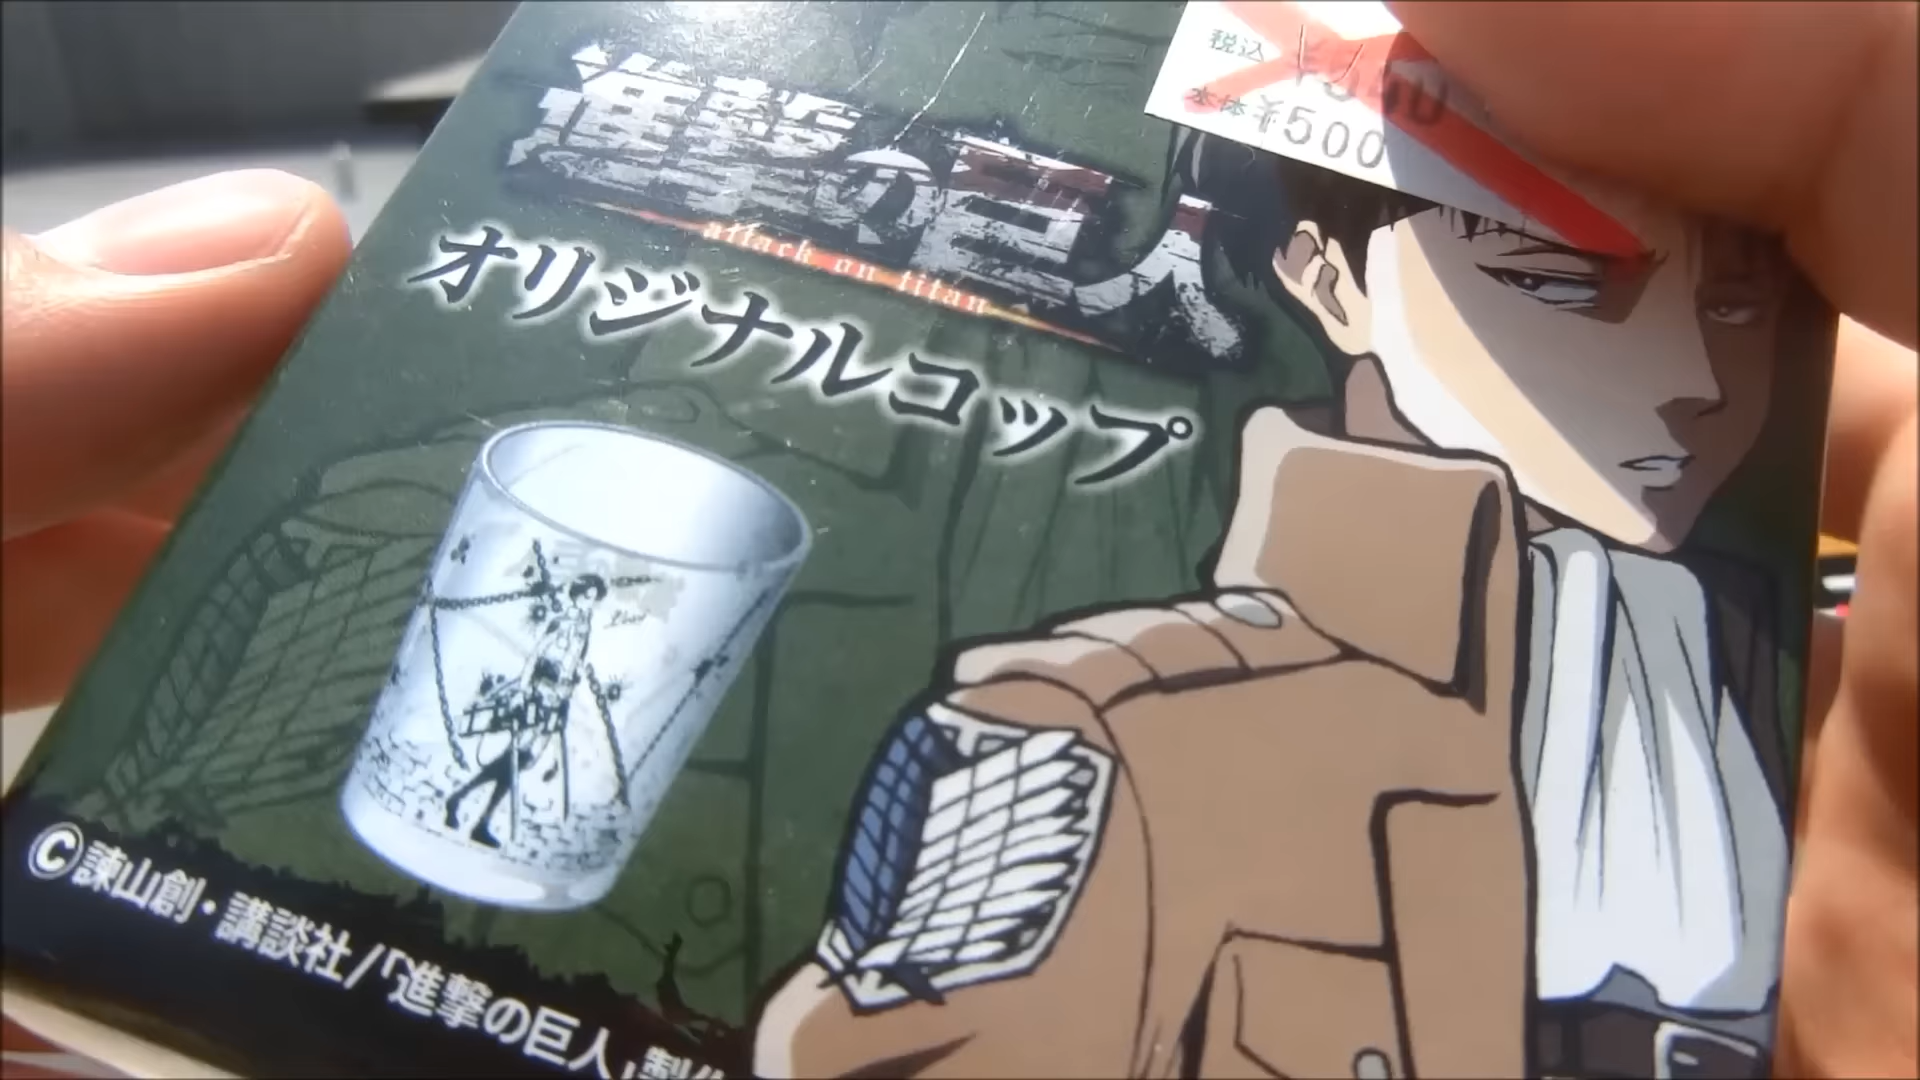 進撃の巨人
attack on titan
オリジナルコップ
税込
本体 ¥500
Levi
©諫山創・講談社/「進撃の巨人」製作